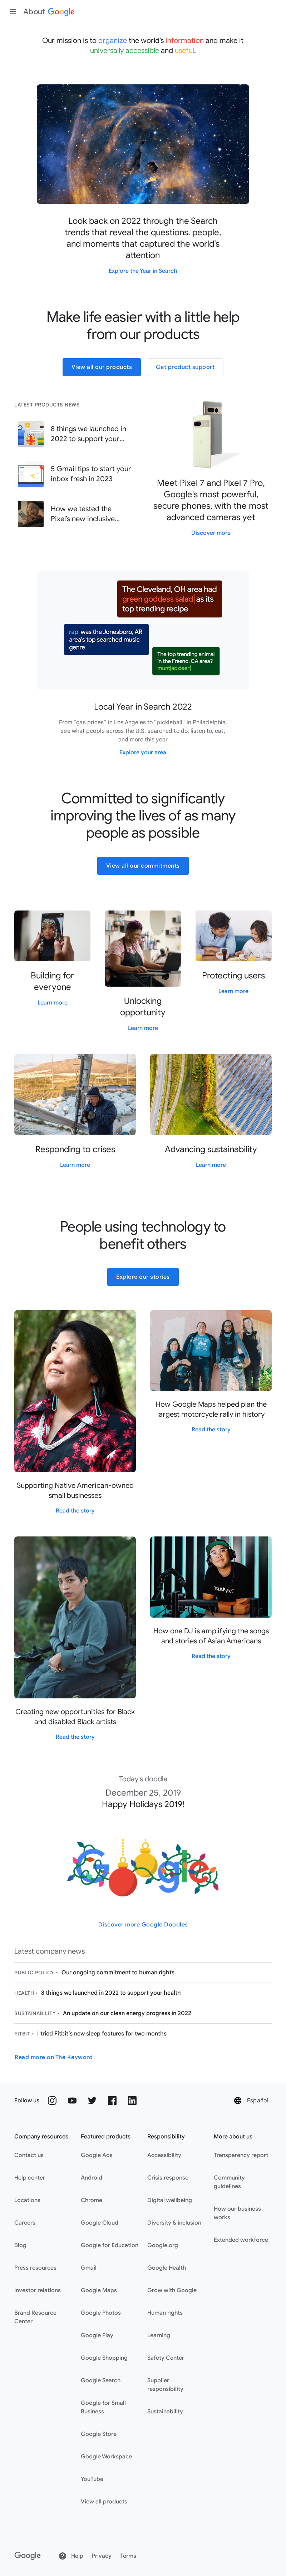 About Google
Our mission is to organize the world's information and make it
universally accessible and useful.
Look back on 2022 through the Search
trends that reveal the questions, people,
and moments that captured the world's
attention
Explore the Year in Search
Make life easier with a little help
from our products
View all our products
Get product support
LATEST PRODUCTS NEWS
8 things we launched in
2022 to support your...
5 Gmail tips to start your
inbox fresh in 2023
How we tested the
Pixel's new inclusive...
Meet Pixel 7 and Pixel 7 Pro,
Google's most powerful,
secure phones, with the most
advanced cameras yet
Discover more
The Cleveland, OH area had
green goddess salad as its
top trending recipe
rap was the Jonesboro, AR
area's top searched music
genre
The top trending animal
in the Fresno, CA area?
muntjac deer
Local Year in Search 2022
From "gas prices" in Los Angeles to "pickleball" in Philadelphia,
see what people across the U.S. searched to do, listen to, eat,
and more this year
Explore your area
Committed to significantly
improving the lives of as many
people as possible
View all our commitments
Building for
everyone
Learn more
Unlocking
opportunity
Learn more
Protecting users
Learn more
Responding to crises
Learn more
Advancing sustainability
Learn more
People using technology to
benefit others
Explore our stories
Supporting Native American-owned
small businesses
Read the story
How Google Maps helped plan the
largest motorcycle rally in history
Read the story
Creating new opportunities for Black
and disabled Black artists
Read the story
How one DJ is amplifying the songs
and stories of Asian Americans
Read the story
Today's doodle
December 25, 2019
Happy Holidays 2019!
Google
Discover more Google Doodles
Latest company news
PUBLIC POLICY • Our ongoing commitment to human rights
HEALTH • 8 things we launched in 2022 to support your health
SUSTAINABILITY • An update on our clean energy progress in 2022
FITBIT • I tried Fitbit's new sleep features for two months
Read more on The Keyword
Follow us
Español
Company resources
Contact us
Help center
Locations
Careers
Blog
Press resources
Investor relations
Brand Resource
Center
Featured products
Google Ads
Android
Chrome
Google Cloud
Google for Education
Gmail
Google Maps
Google Photos
Google Play
Google Shopping
Google Search
Google for Small
Business
Google Store
Google Workspace
YouTube
View all products
Responsibility
Accessibility
Crisis response
Digital wellbeing
Diversity & inclusion
Google.org
Google Health
Grow with Google
Human rights
Learning
Safety Center
Supplier
responsibility
Sustainability
More about us
Transparency report
Community
guidelines
How our business
works
Extended workforce
Google
Help
Privacy
Terms